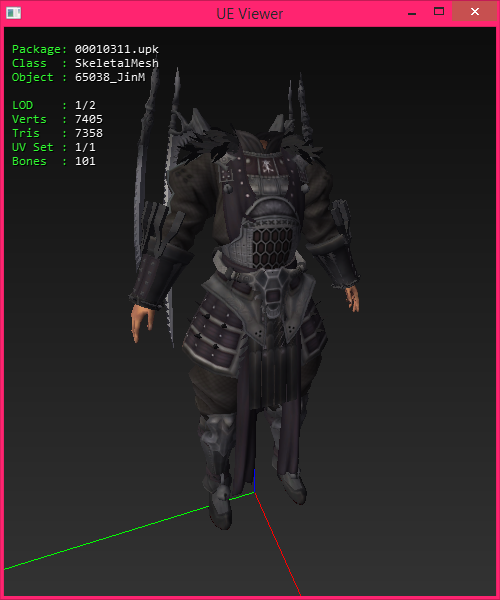 UE Viewer
Package: 00010311.upk
Class : SkeletalMesh
Object : 65038_JinM
LOD : 1/2
Verts : 7405
Tris : 7358
UV Set : 1/1
Bones : 101